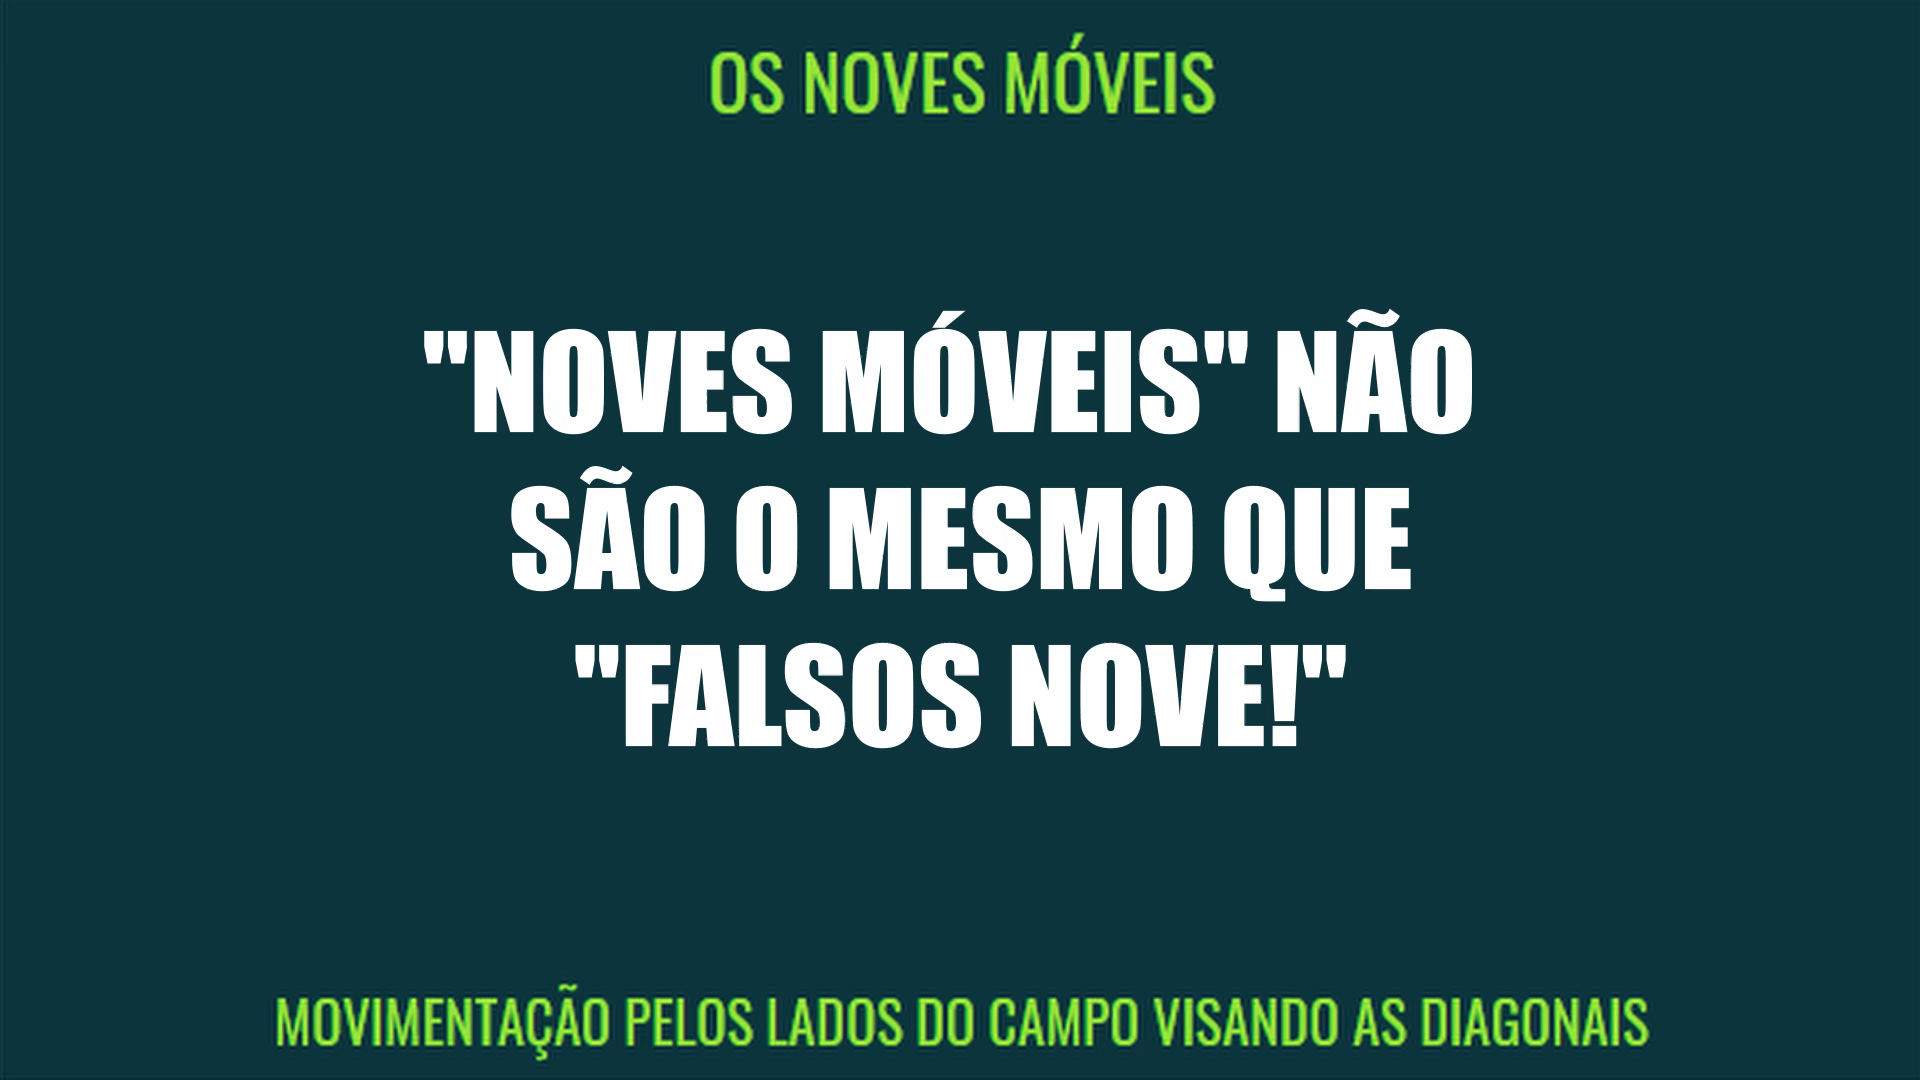 OS NOVES MÓVEIS
"NOVES MÓVEIS" NÃO
SÃO O MESMO QUE
"FALSOS NOVE!"
MOVIMENTAÇÃO PELOS LADOS DO CAMPO VISANDO AS DIAGONAIS